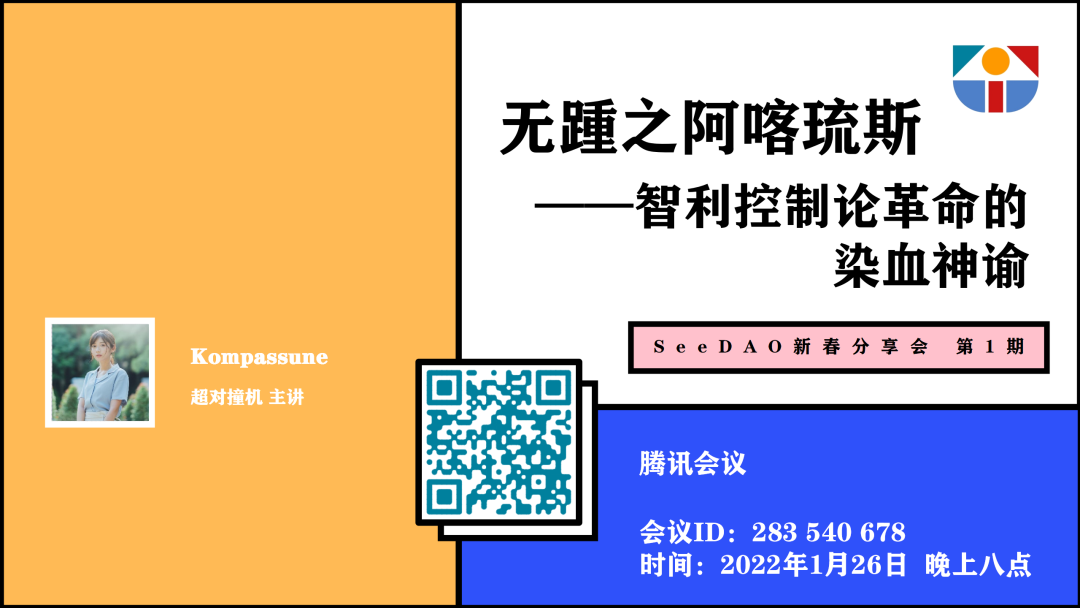 无踵之阿喀琉斯
——智利控制论革命的
染血神谕
SeeDAO新春分享会 第1期
Kompassune
超对撞机 主讲
腾讯会议
会议ID：283 540 678
时间：2022年1月26日 晚上八点